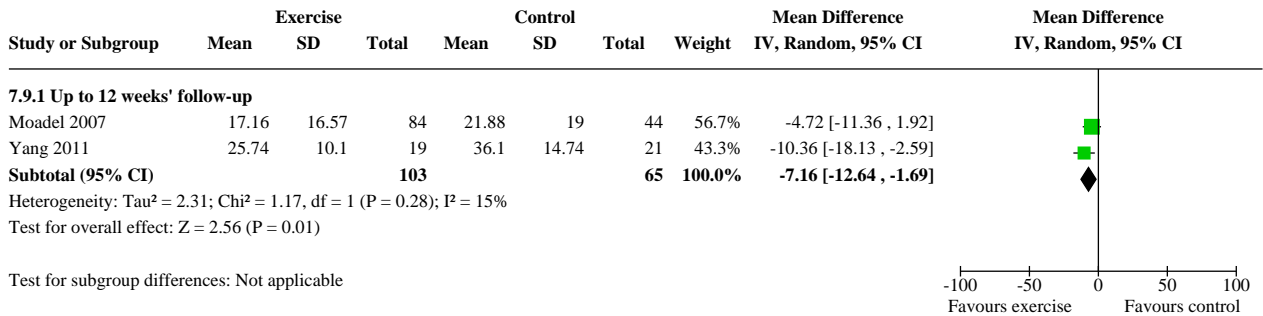 Exercise Control Mean Difference Mean Difference
Study or Subgroup Mean SD Total Mean SD Total Weight IV, Random, 95% CI IV, Random, 95% CI
7.9.1 Up to 12 weeks' follow-up
Moadel 2007 17.16 16.57 84 21.88 19 44 56.7% -4.72 [-11.36 , 1.92]
Yang 2011 25.74 10.1 19 36.1 14.74 21 43.3% -10.36 [-18.13 , -2.59]
Subtotal (95% CI) 103 65 100.0% -7.16 [-12.64 , -1.69]
Heterogeneity: Tau² = 2.31; Chi² = 1.17, df = 1 (P = 0.28); I² = 15%
Test for overall effect: Z = 2.56 (P = 0.01)
Test for subgroup differences: Not applicable
-100 -50 0 50 100
Favours exercise Favours control